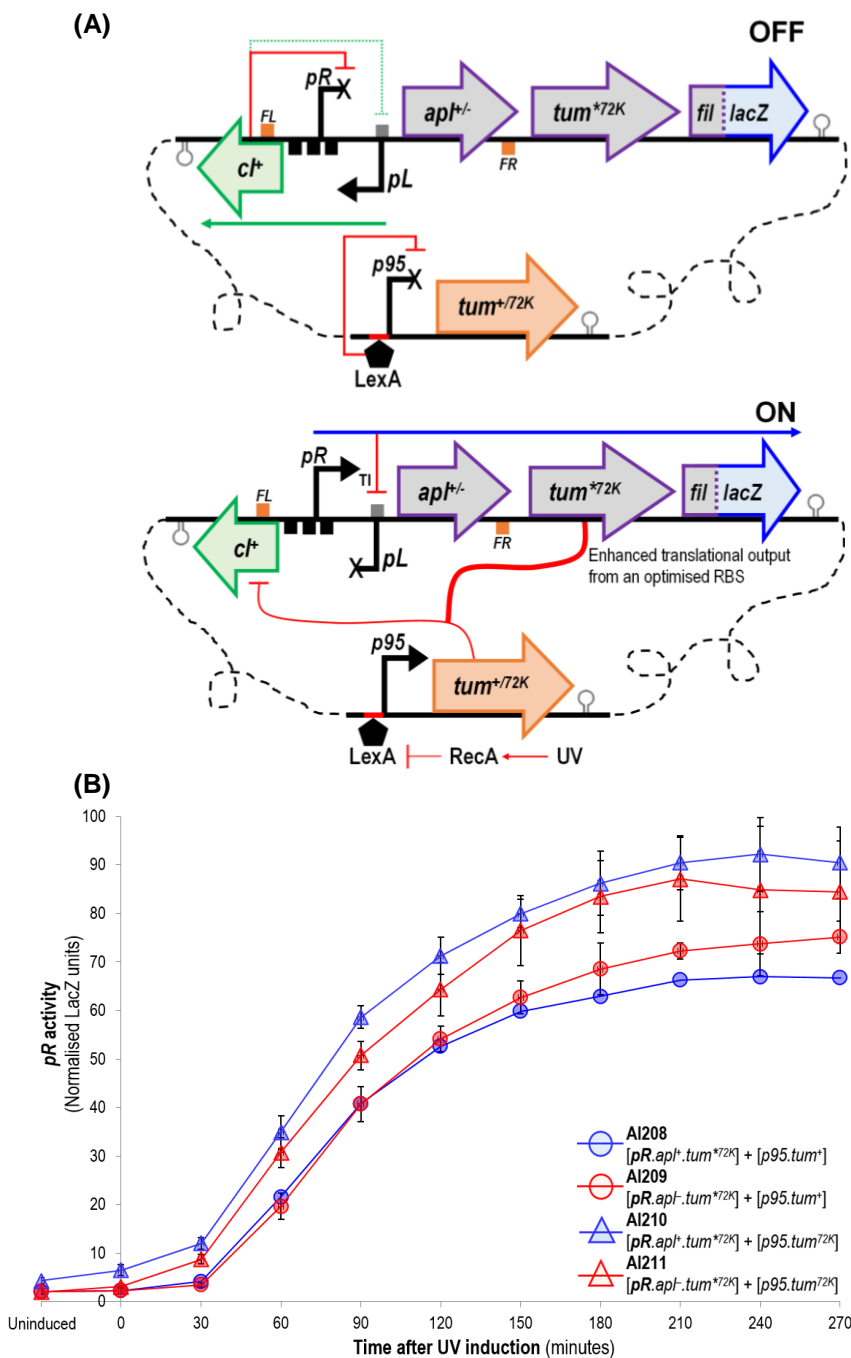 (A)
OFF
pR
X
FL
apl+/-
tum*72K
fil
lacZ
cI+
pL
FR
p95
X
tum+/72K
LexA
ON
pR
TI
FL
apl+/-
tum*72K
fil
lacZ
cI+
X
pL
FR
Enhanced translational output
from an optimised RBS
p95
tum+/72K
LexA
RecA
UV
(B)
pR activity
(Normalised LacZ units)
100
90
80
70
60
50
40
30
20
10
0
AI208
[pR.apl+.tum*72K] + [p95.tum+]
AI209
[pR.apl–.tum*72K] + [p95.tum+]
AI210
[pR.apl+.tum*72K] + [p95.tum72K]
AI211
[pR.apl–.tum*72K] + [p95.tum72K]
Uninduced 0 30 60 90 120 150 180 210 240 270
Time after UV induction (minutes)